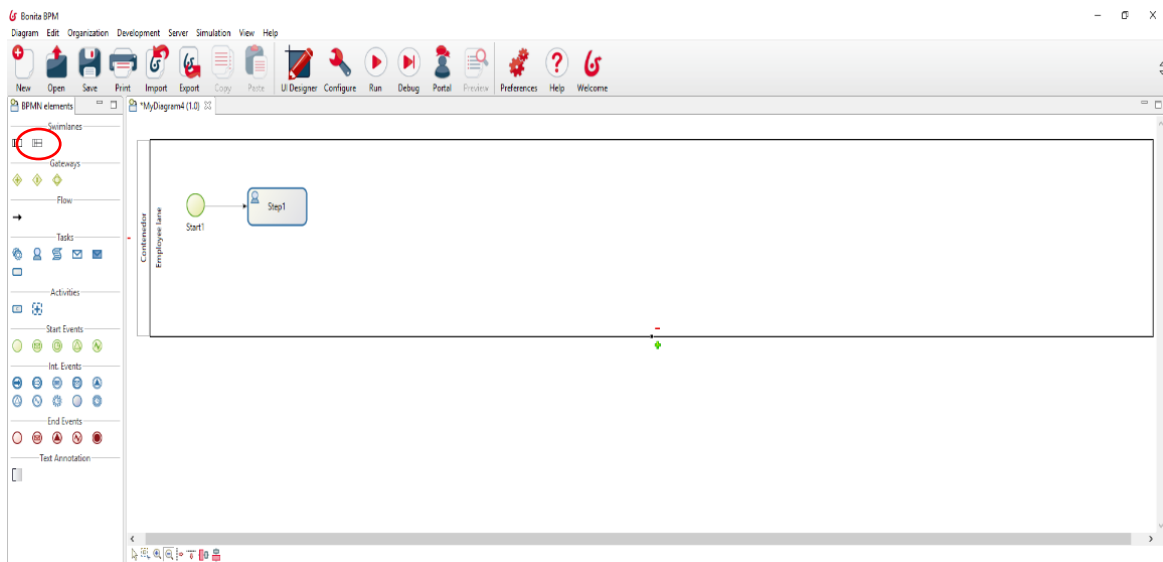 Bonita BPM
Diagram Edit Organization Development Server Simulation View Help
New Open Save Print Import Export Copy Paste UI Designer Configure Run Debug Portal Preview Preferences Help Welcome
BPMN elements
*MyDiagram4 (1.0)
Swimlanes
Gateways
Flow
Tasks
Activities
Start Events
Int. Events
End Events
Text Annotation
Contenedor
Employee lane
Start1
Step1